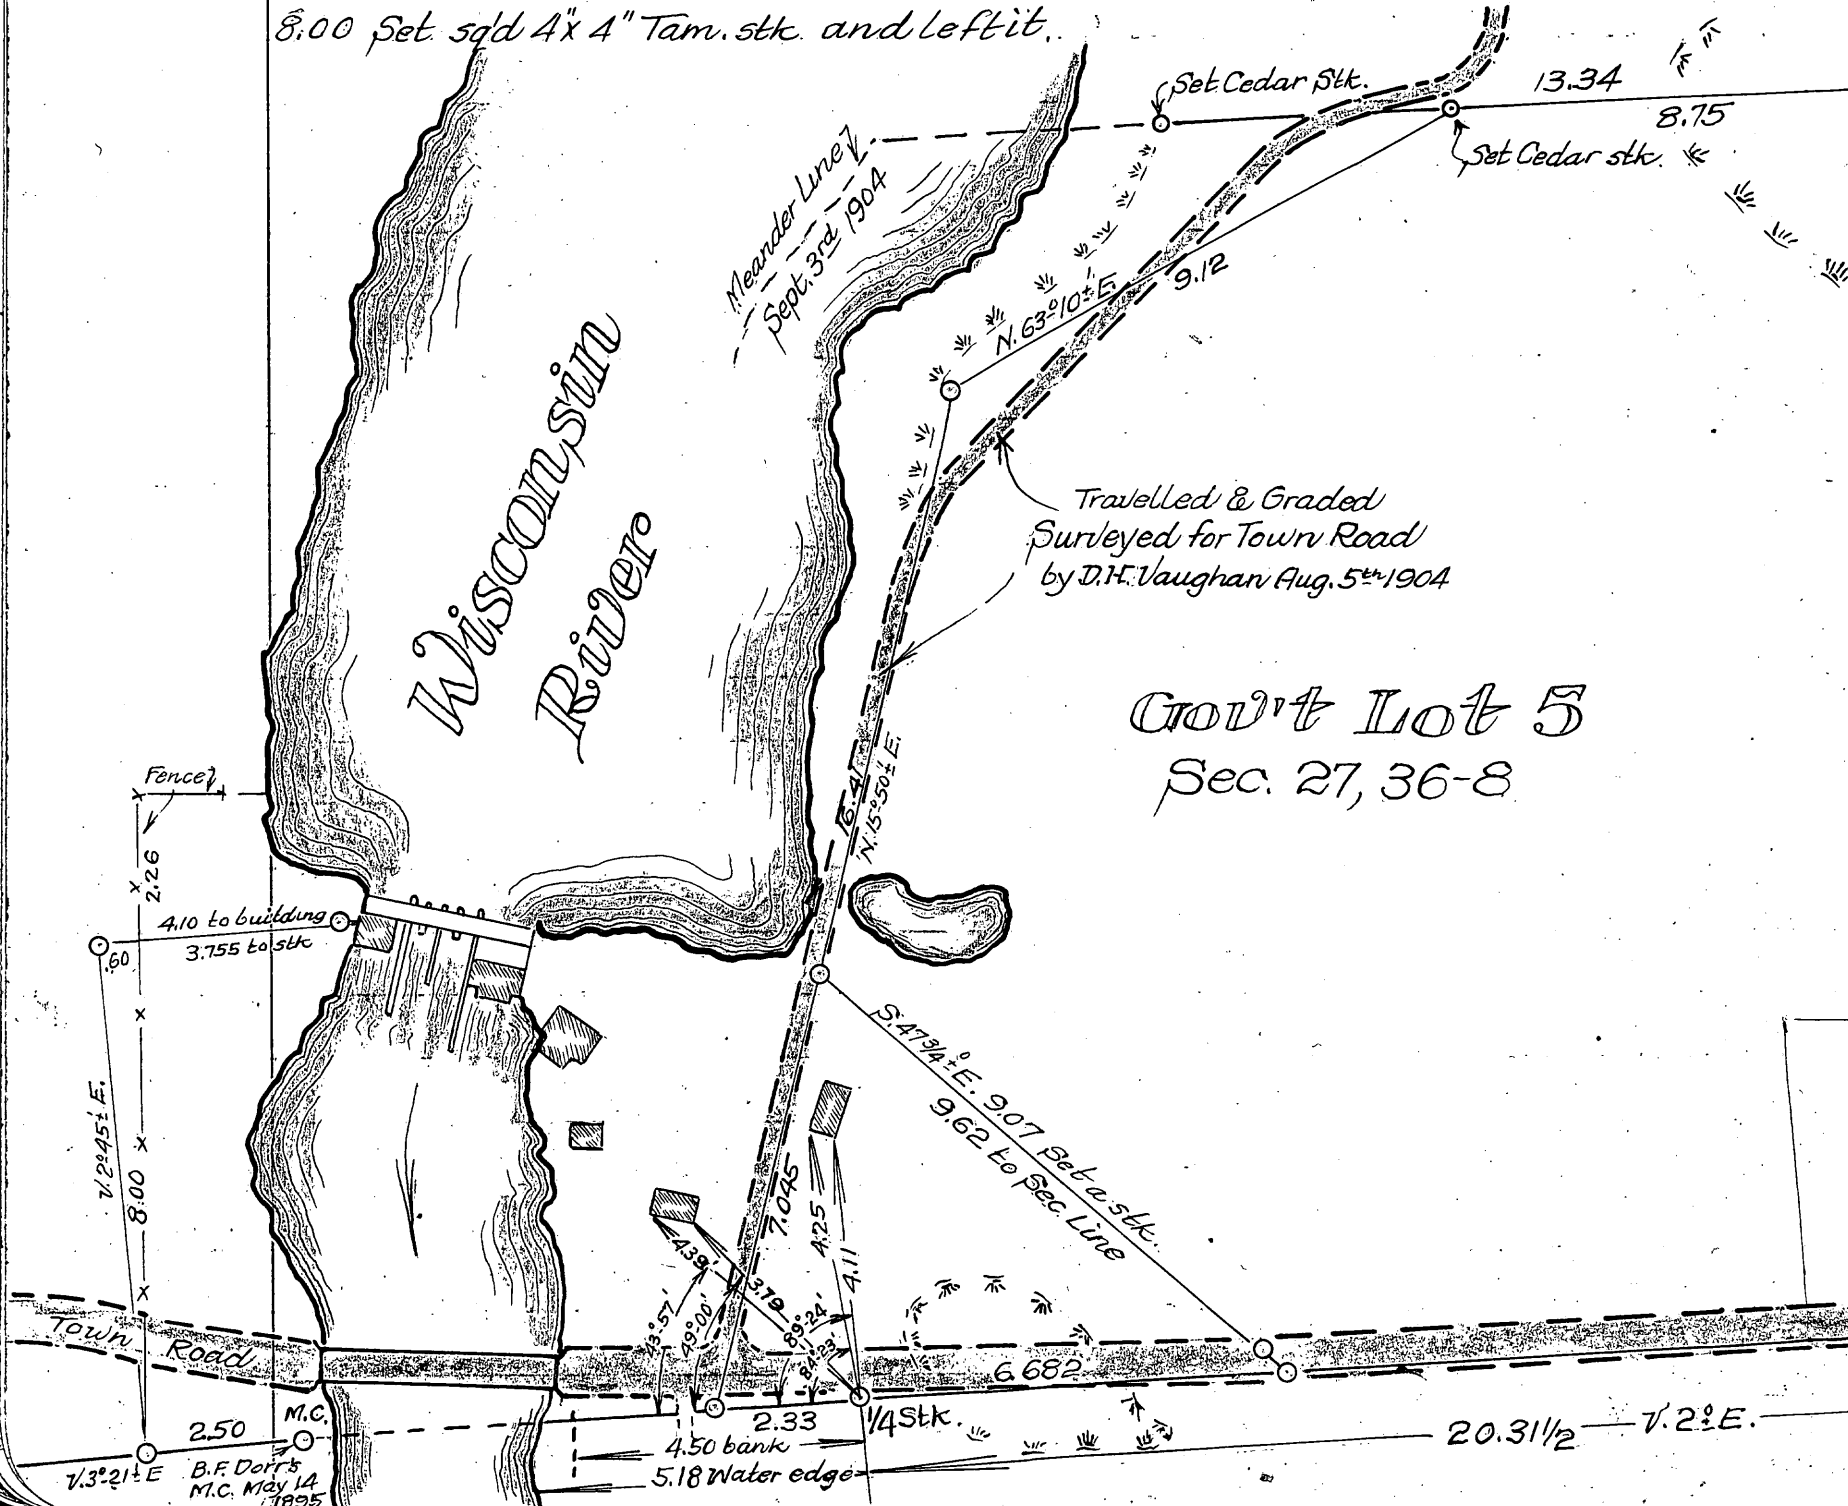 8.00 Set sq'd 4"x 4" Tam. stk. and left it.
Set Cedar Stk.
13.34
8.75
Set Cedar stk.
Meander Line
Sept. 3rd 1904
9.12
N. 63°10'± E.
Wisconsin
River
Travelled & Graded
Surveyed for Town Road
by D.H. Vaughan Aug. 5th 1904
Gov't Lot 5
Sec. 27, 36-8
Fence
2.26
16.41
N. 15°50'± E.
4.10 to building
3.755 to stk
.60
V. 2°45'± E.
8.00
S. 47 3/4°± E. 9.07 Set a stk.
9.62 to Sec. Line
7.045
4.25
4.11
4.39
3.79
43°-57'
49°-00'
89°-24'
84°-23'
Town Road
6.682
2.50
M.C.
2.33
1/4 Stk.
4.50 bank
5.18 Water edge
20.31 1/2
V. 2°± E.
V. 3°-21'± E
B.F. Dorr's
M.C. May 14
1895